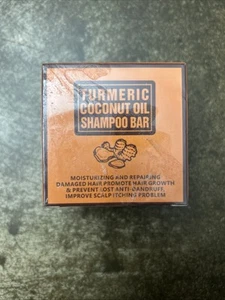 TURMERIC
COCONUT OIL
SHAMPOO BAR
MOISTURIZING AND REPAIRING
DAMAGED HAIR PROMOTE HAIR GROWTH
& PREVENT LOST ANTI-DANDRUFF,
IMPROVE SCALP ITCHING PROBLEM